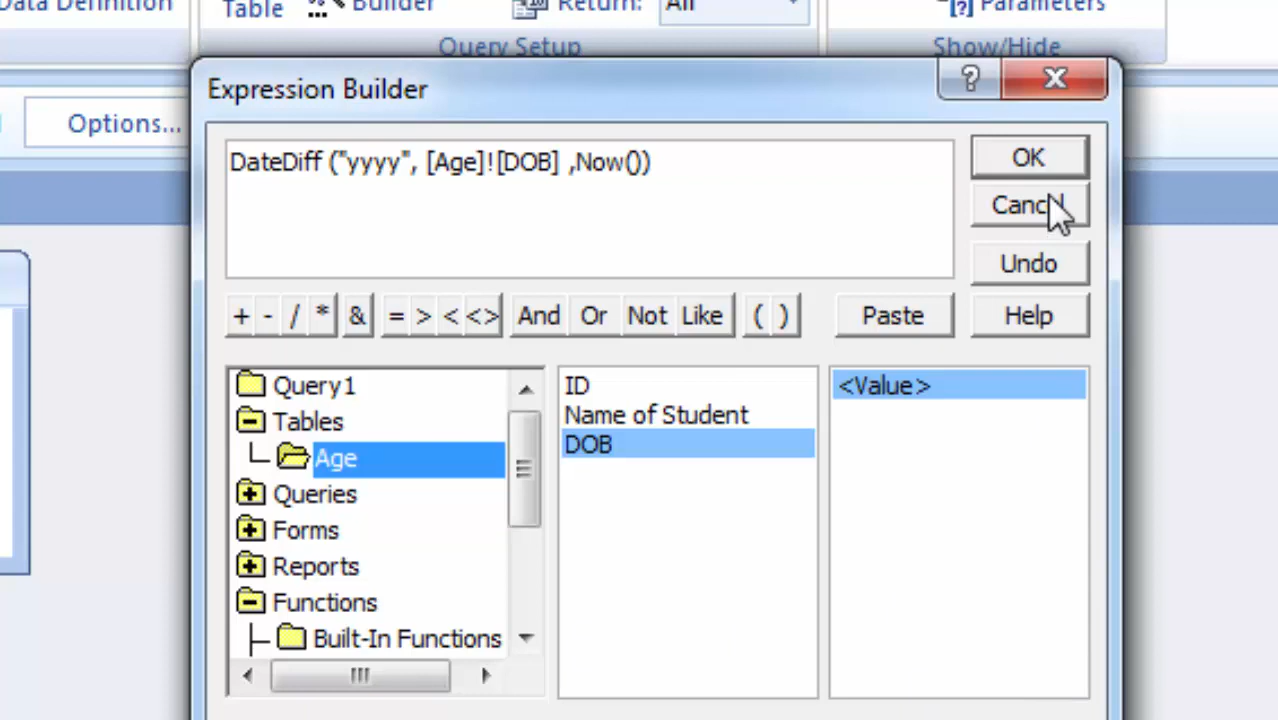 Data Definition
Table
Builder
Return:
All
Parameters
Query Setup
Show/Hide
Expression Builder
?
X
Options...
DateDiff ("yyyy", [Age]![DOB] ,Now())
OK
Cancel
Undo
+ - / * & = > < <> And Or Not Like ( )
Paste
Help
Query1
Tables
Age
Queries
Forms
Reports
Functions
Built-In Functions
ID
Name of Student
DOB
<Value>